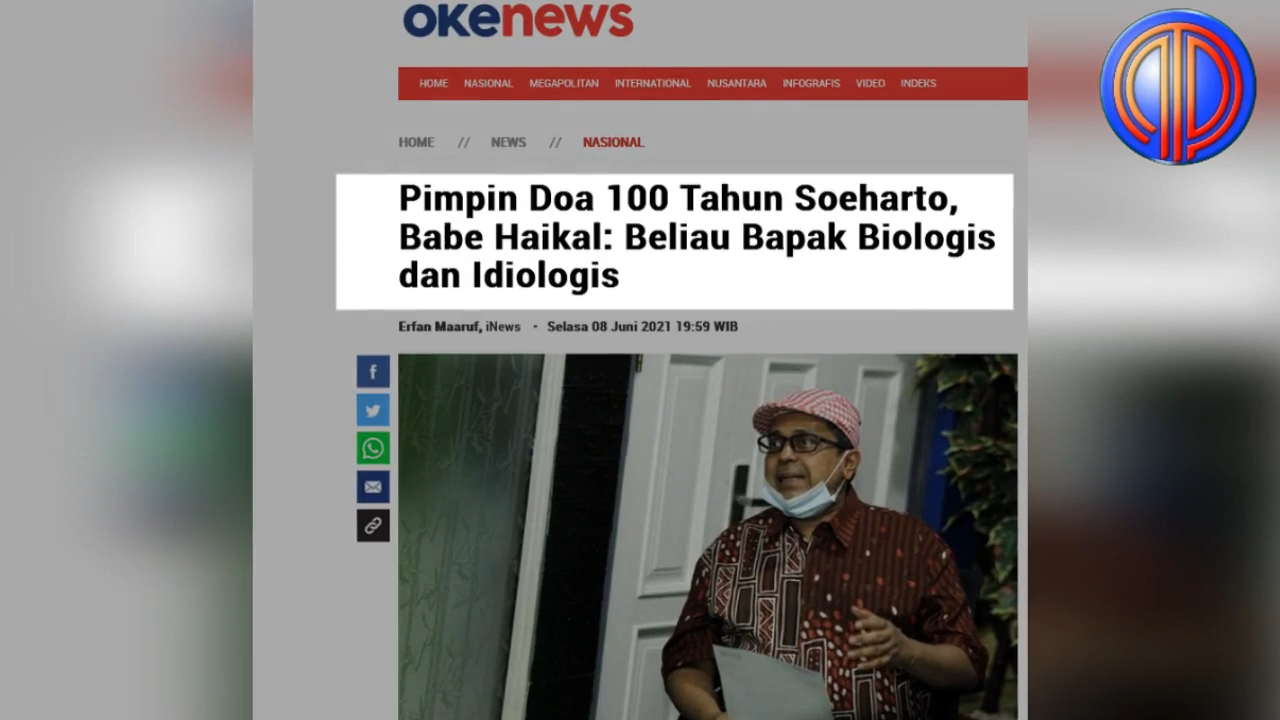 okenews
HOME NASIONAL MEGAPOLITAN INTERNATIONAL NUSANTARA INFOGRAFIS VIDEO INDEKS
HOME // NEWS // NASIONAL
Pimpin Doa 100 Tahun Soeharto,
Babe Haikal: Beliau Bapak Biologis
dan Idiologis
Erfan Maaruf, iNews - Selasa 08 Juni 2021 19:59 WIB